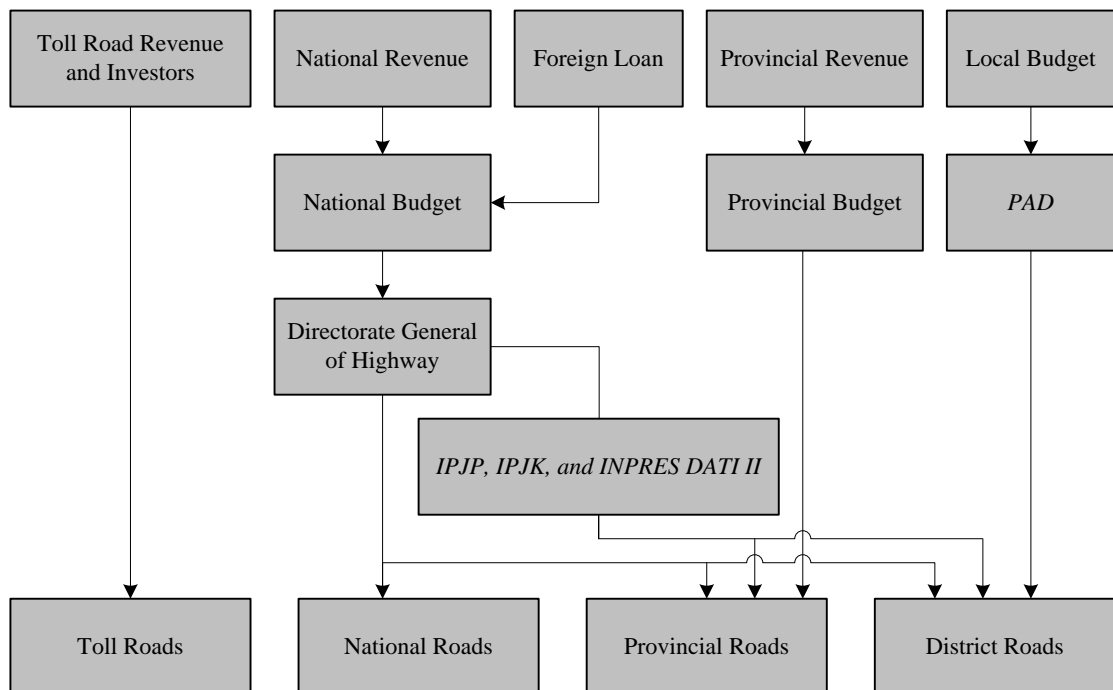 Toll Road Revenue
and Investors
National Revenue
Foreign Loan
Provincial Revenue
Local Budget
National Budget
Provincial Budget
PAD
Directorate General
of Highway
IPJP, IPJK, and INPRES DATI II
Toll Roads
National Roads
Provincial Roads
District Roads